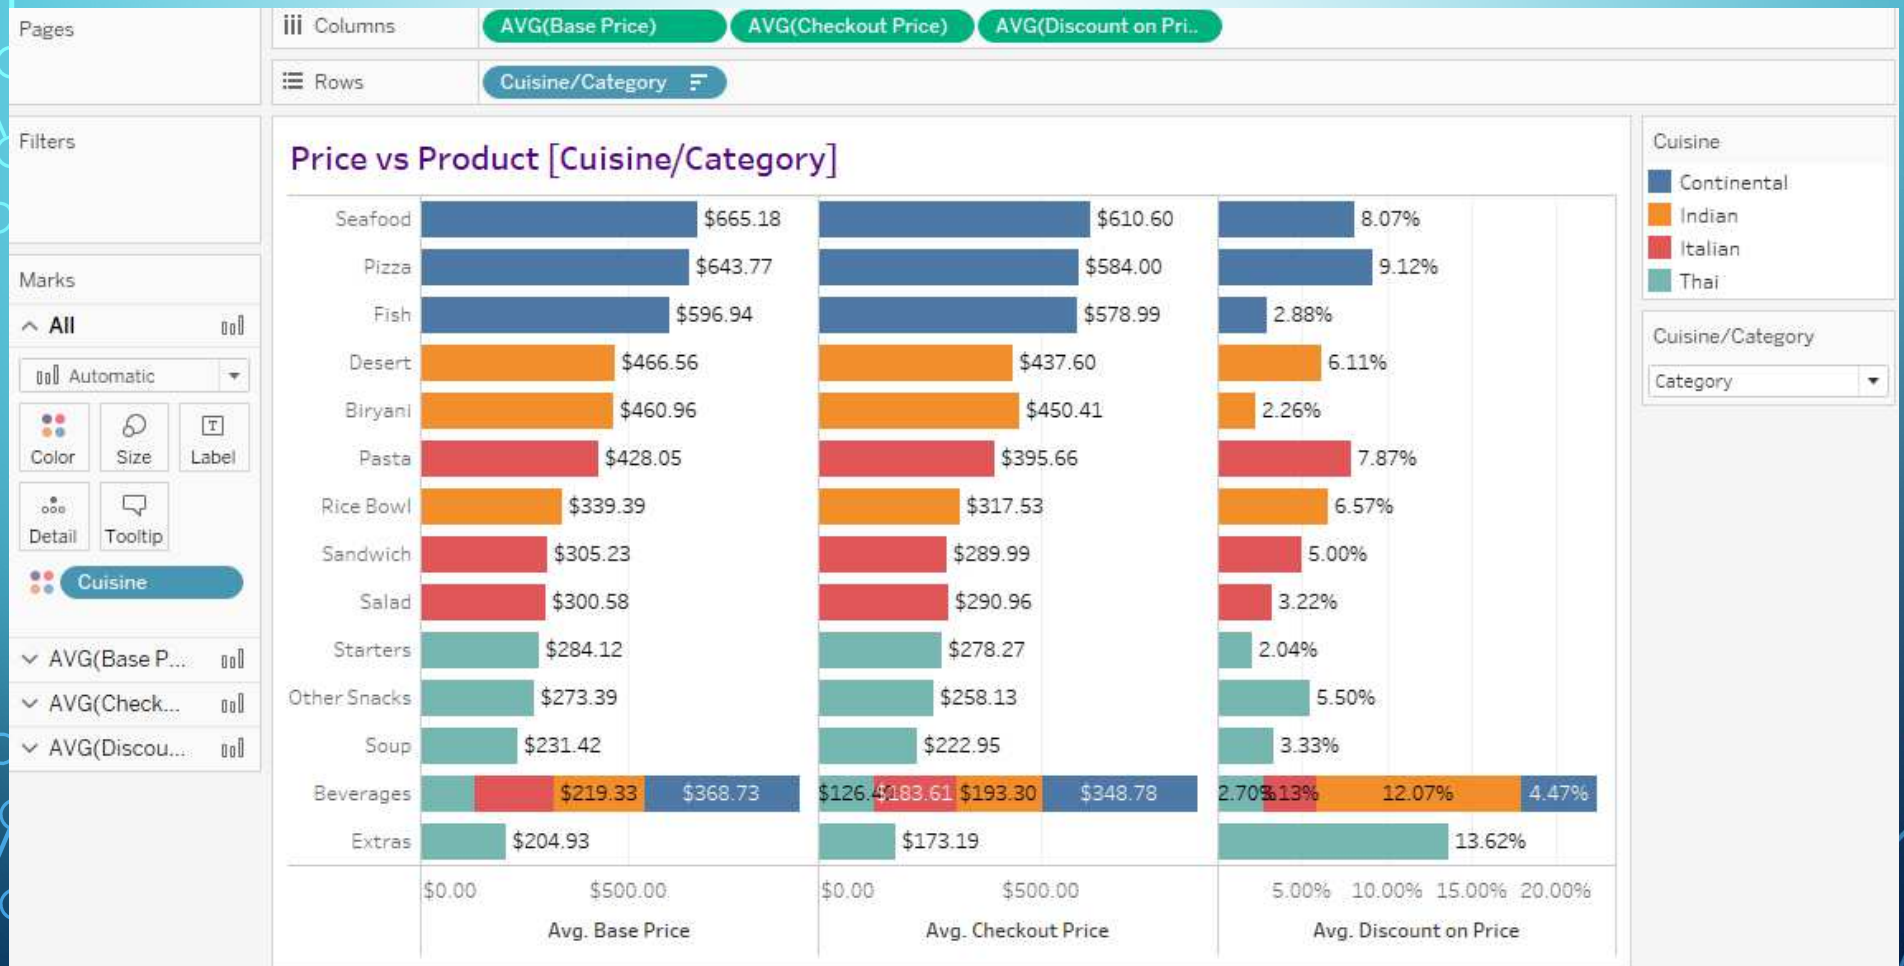 Pages
Columns AVG(Base Price) AVG(Checkout Price) AVG(Discount on Pri..
Rows Cuisine/Category
Filters
Marks
All
Automatic
Color Size Label
Detail Tooltip
Cuisine
AVG(Base P...
AVG(Check...
AVG(Discou...
Price vs Product [Cuisine/Category]
Seafood $665.18 $610.60 8.07%
Pizza $643.77 $584.00 9.12%
Fish $596.94 $578.99 2.88%
Desert $466.56 $437.60 6.11%
Biryani $460.96 $450.41 2.26%
Pasta $428.05 $395.66 7.87%
Rice Bowl $339.39 $317.53 6.57%
Sandwich $305.23 $289.99 5.00%
Salad $300.58 $290.96 3.22%
Starters $284.12 $278.27 2.04%
Other Snacks $273.39 $258.13 5.50%
Soup $231.42 $222.95 3.33%
Beverages $219.33 $368.73 $183.61 $193.30 $348.78 2.70% 12.07% 4.47%
Extras $204.93 $173.19 13.62%
$0.00 $500.00 $0.00 $500.00 5.00% 10.00% 15.00% 20.00%
Avg. Base Price Avg. Checkout Price Avg. Discount on Price
Cuisine
Continental
Indian
Italian
Thai
Cuisine/Category
Category